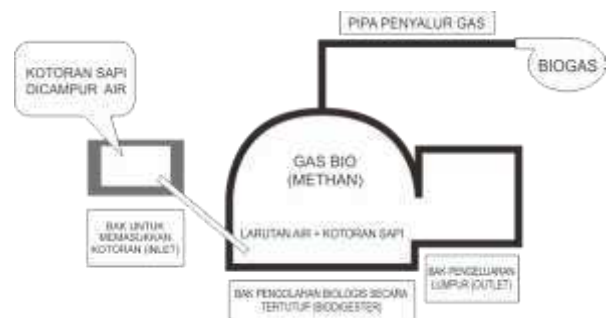 PIPA PENYALUR GAS
BIOGAS
KOTORAN SAPI
DICAMPUR AIR
GAS BIO
(METHAN)
LARUTAN AIR + KOTORAN SAPI
BAK UNTUK
MEMASUKKAN
KOTORAN (INLET)
BAK PENGELUARAN
LUMPUR (OUTLET)
BAK PENGOLAHAN BIOLOGIS SECARA
TERTUTUP (BIODIGESTER)